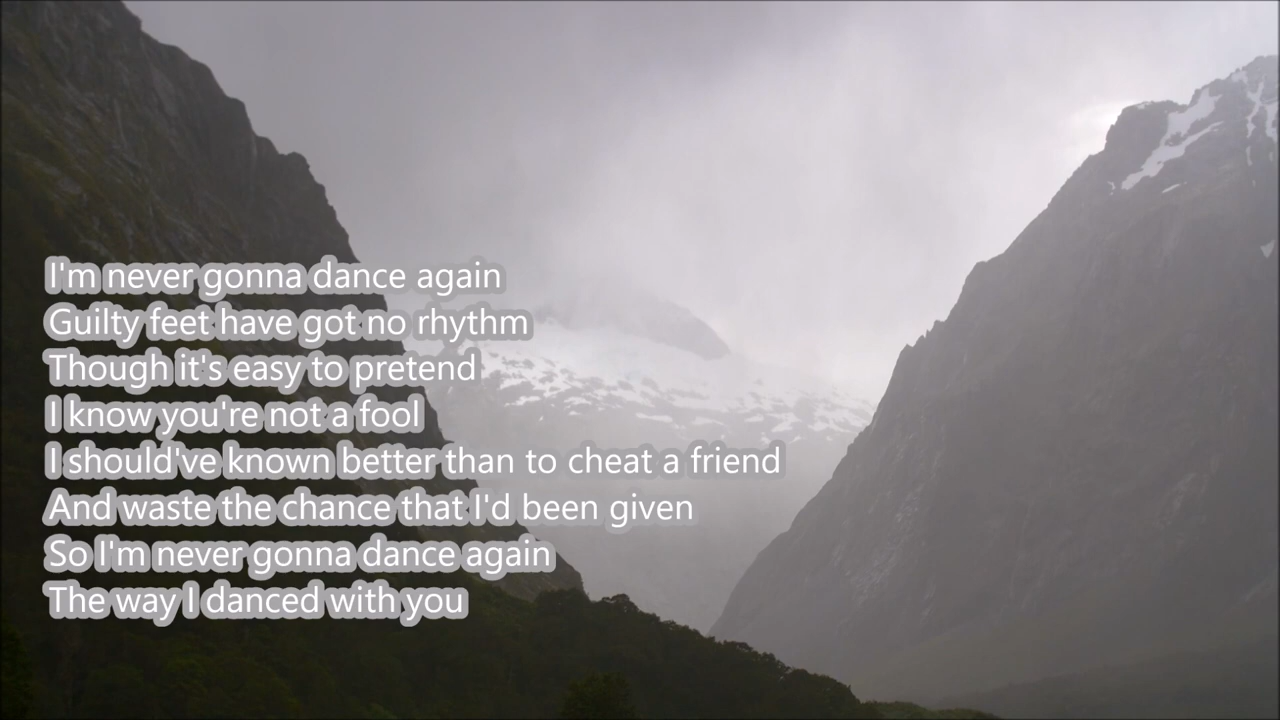 I'm never gonna dance again
Guilty feet have got no rhythm
Though it's easy to pretend
I know you're not a fool
I should've known better than to cheat a friend
And waste the chance that I'd been given
So I'm never gonna dance again
The way I danced with you